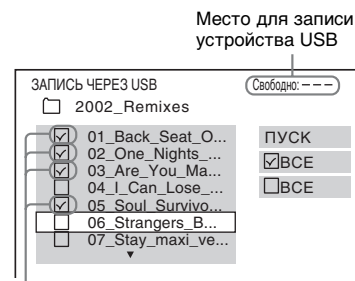 Место для записи
устройства USB
ЗАПИСЬ ЧЕРЕЗ USB
Свободно: – – –
2002_Remixes
01_Back_Seat_O...
02_One_Nights_...
03_Are_You_Ma...
04_I_Can_Lose_...
05_Soul_Survivo...
06_Strangers_B...
07_Stay_maxi_ve...
ПУСК
ВСЕ
ВСЕ